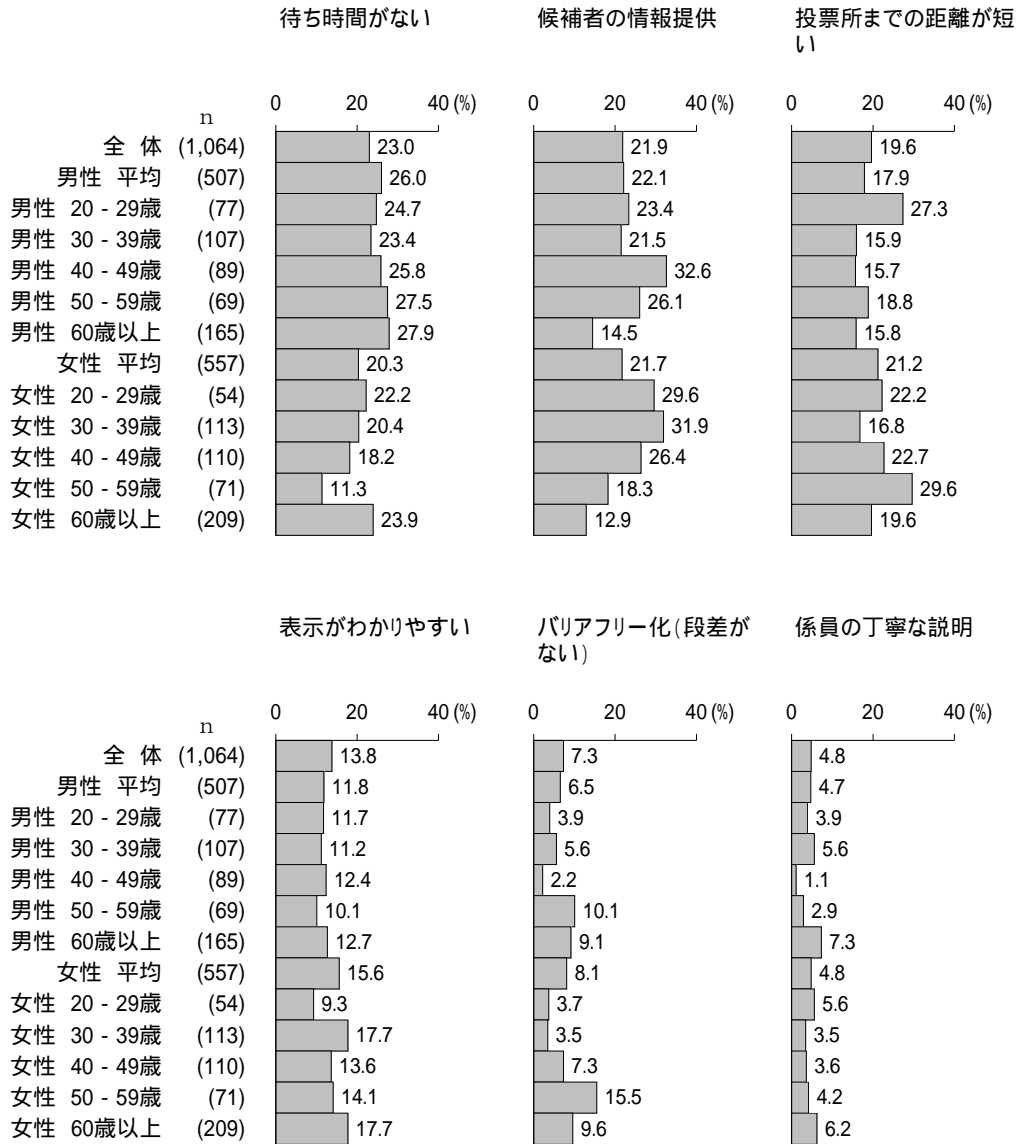 待ち時間がない 候補者の情報提供 投票所までの距離が短
い
0 20 40 (%) 0 20 40 (%) 0 20 40 (%)
n
全 体 (1,064) 23.0 21.9 19.6
男性 平均 (507) 26.0 22.1 17.9
男性 20 - 29歳 (77) 24.7 23.4 27.3
男性 30 - 39歳 (107) 23.4 21.5 15.9
男性 40 - 49歳 (89) 25.8 32.6 15.7
男性 50 - 59歳 (69) 27.5 26.1 18.8
男性 60歳以上 (165) 27.9 14.5 15.8
女性 平均 (557) 20.3 21.7 21.2
女性 20 - 29歳 (54) 22.2 29.6 22.2
女性 30 - 39歳 (113) 20.4 31.9 16.8
女性 40 - 49歳 (110) 18.2 26.4 22.7
女性 50 - 59歳 (71) 11.3 18.3 29.6
女性 60歳以上 (209) 23.9 12.9 19.6
表示がわかりやすい バリアフリー化(段差が 係員の丁寧な説明
ない)
0 20 40 (%) 0 20 40 (%) 0 20 40 (%)
n
全 体 (1,064) 13.8 7.3 4.8
男性 平均 (507) 11.8 6.5 4.7
男性 20 - 29歳 (77) 11.7 3.9 3.9
男性 30 - 39歳 (107) 11.2 5.6 5.6
男性 40 - 49歳 (89) 12.4 2.2 1.1
男性 50 - 59歳 (69) 10.1 10.1 2.9
男性 60歳以上 (165) 12.7 9.1 7.3
女性 平均 (557) 15.6 8.1 4.8
女性 20 - 29歳 (54) 9.3 3.7 5.6
女性 30 - 39歳 (113) 17.7 3.5 3.5
女性 40 - 49歳 (110) 13.6 7.3 3.6
女性 50 - 59歳 (71) 14.1 15.5 4.2
女性 60歳以上 (209) 17.7 9.6 6.2